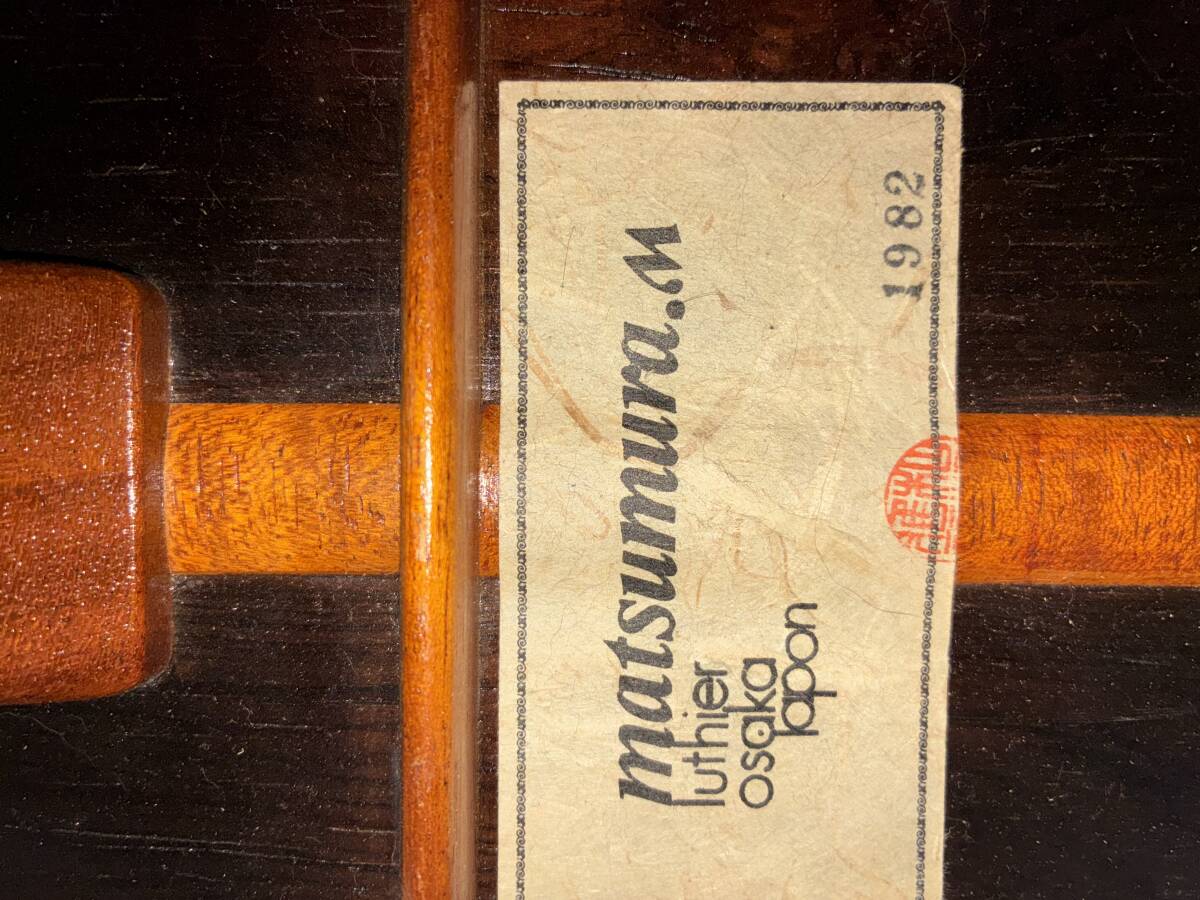 matsumura.M
luthier
osaka
Japon
1982